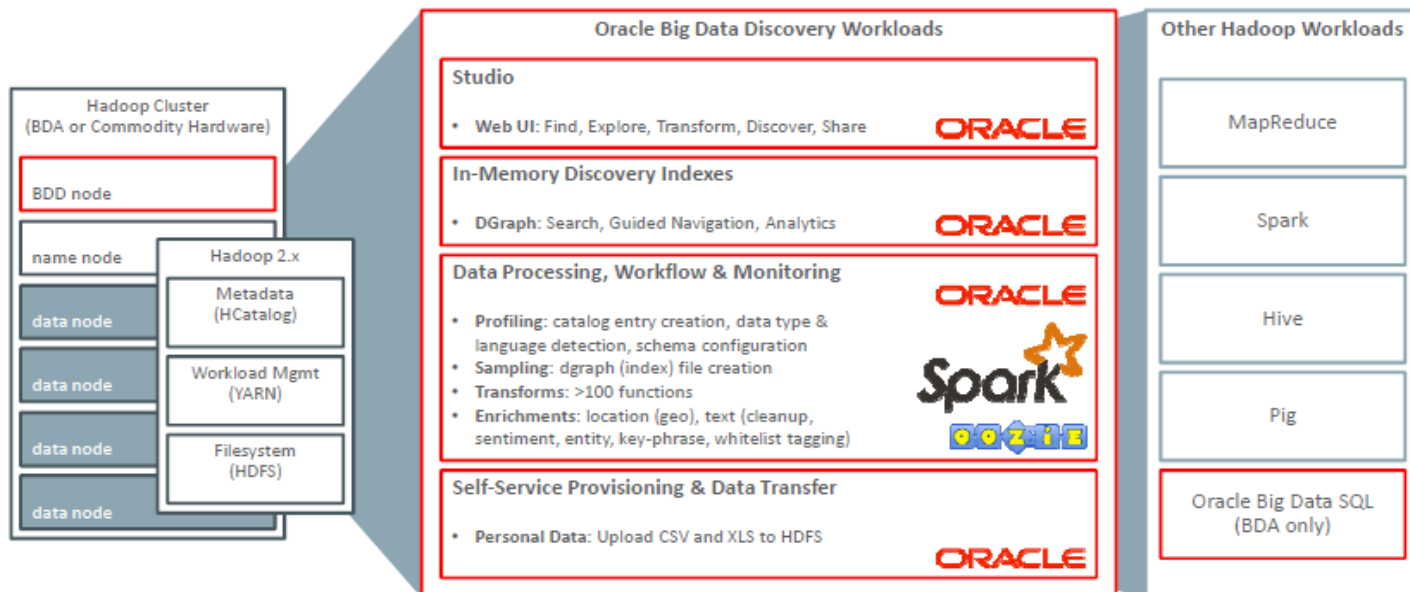 Hadoop Cluster
(BDA or Commodity Hardware)
BDD node
name node
data node
data node
data node
data node
Hadoop 2.x
Metadata
(HCatalog)
Workload Mgmt
(YARN)
Filesystem
(HDFS)
Oracle Big Data Discovery Workloads
Studio
• Web UI: Find, Explore, Transform, Discover, Share
ORACLE
In-Memory Discovery Indexes
• DGraph: Search, Guided Navigation, Analytics
ORACLE
Data Processing, Workflow & Monitoring
ORACLE
• Profiling: catalog entry creation, data type &
language detection, schema configuration
• Sampling: dgraph (index) file creation
• Transforms: >100 functions
• Enrichments: location (geo), text (cleanup,
sentiment, entity, key-phrase, whitelist tagging)
Spark
OOZIE
Self-Service Provisioning & Data Transfer
• Personal Data: Upload CSV and XLS to HDFS
ORACLE
Other Hadoop Workloads
MapReduce
Spark
Hive
Pig
Oracle Big Data SQL
(BDA only)